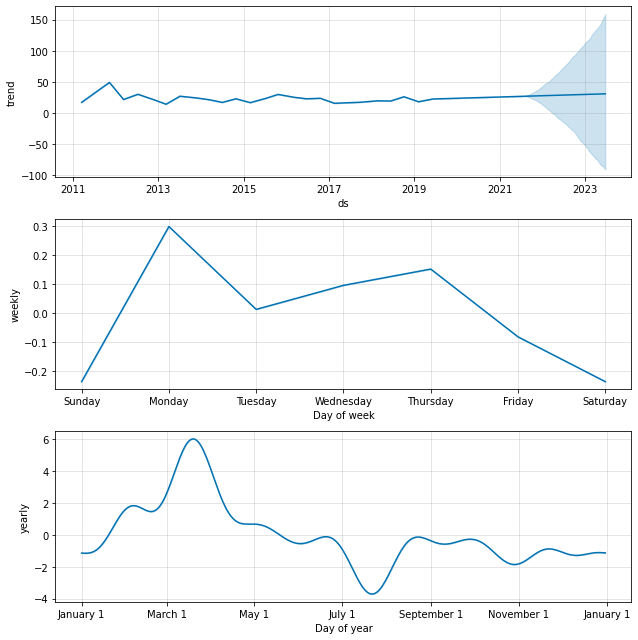 150
100
50
0
−50
−100
trend
2011 2013 2015 2017 2019 2021 2023
ds
0.3
0.2
0.1
0.0
−0.1
−0.2
weekly
Sunday Monday Tuesday Wednesday Thursday Friday Saturday
Day of week
6
4
2
0
−2
−4
yearly
January 1 March 1 May 1 July 1 September 1 November 1 January 1
Day of year